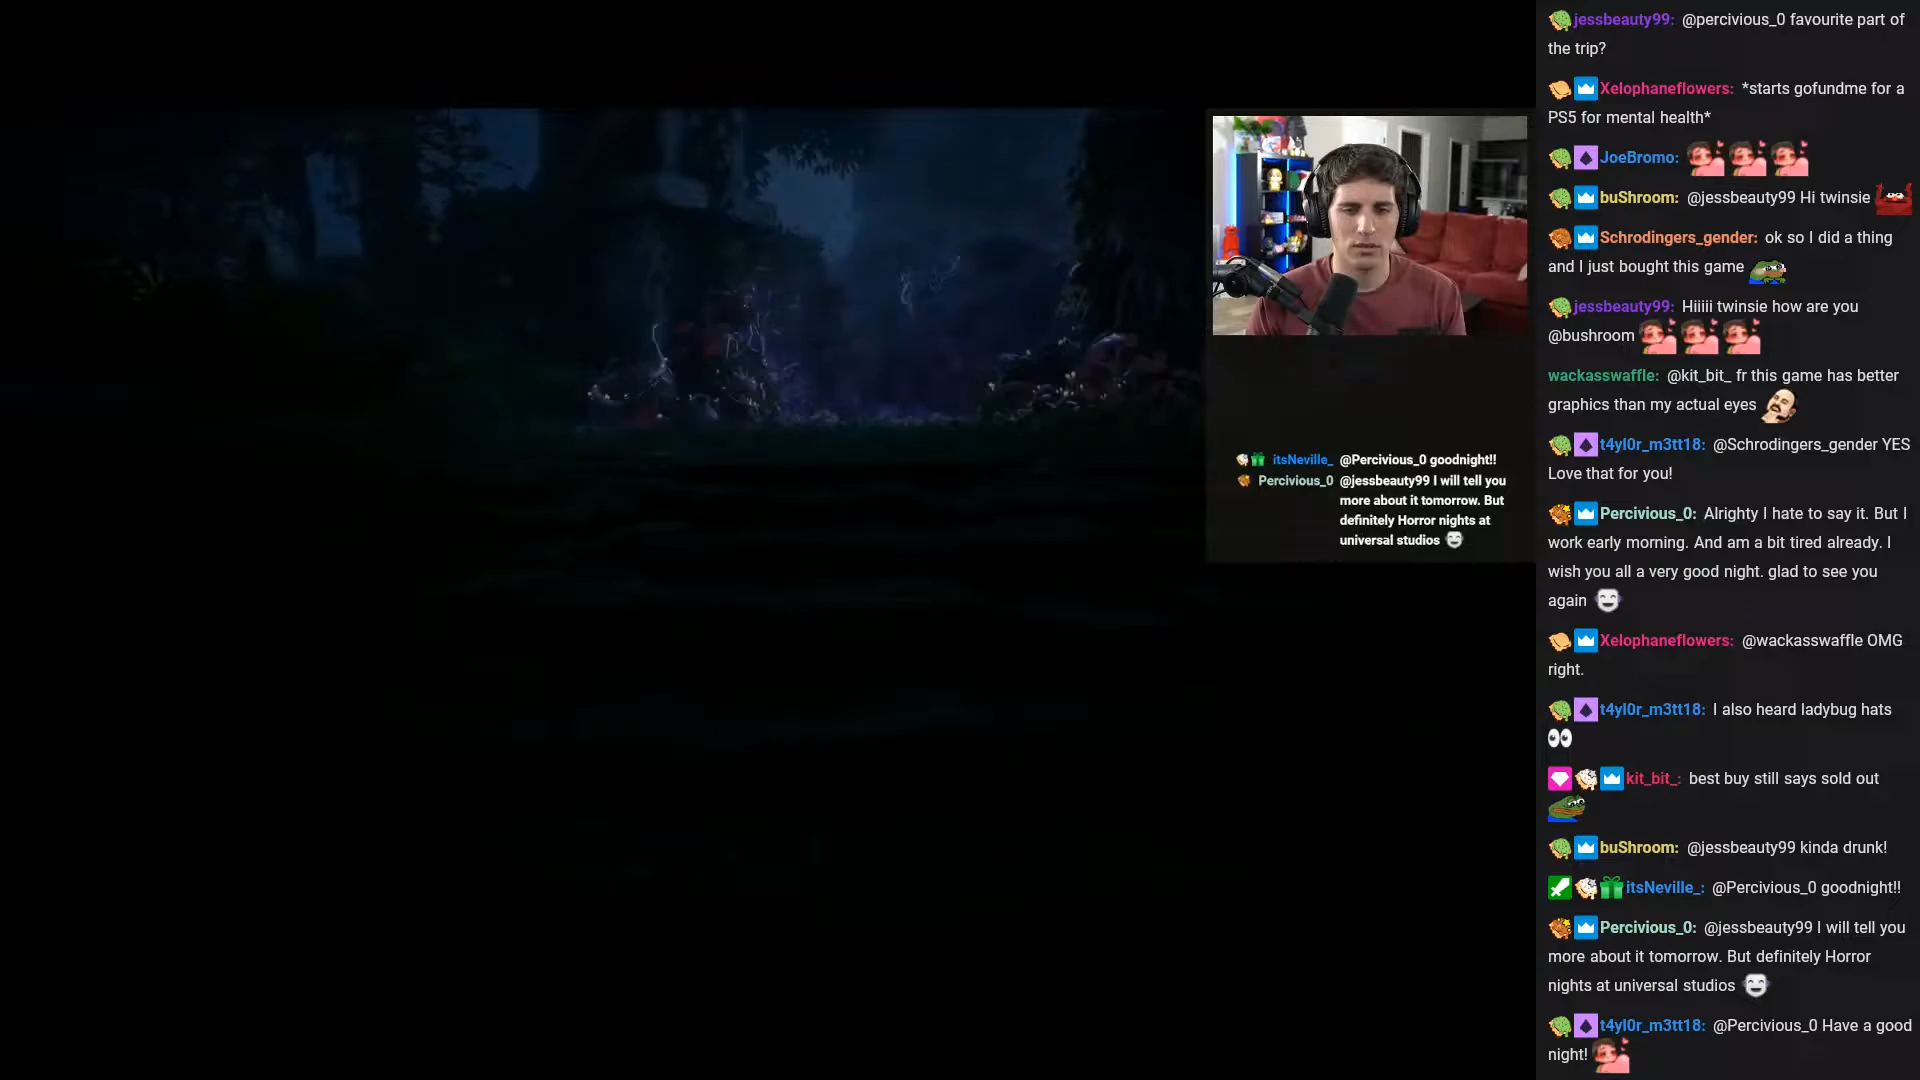 jessbeauty99: @percivious_0 favourite part of
the trip?
Xelophaneflowers: *starts gofundme for a
PS5 for mental health*
JoeBromo:
buShroom: @jessbeauty99 Hi twinsie
Schrodingers_gender: ok so I did a thing
and I just bought this game
jessbeauty99: Hiiiii twinsie how are you
@bushroom
wackasswaffle: @kit_bit_ fr this game has better
graphics than my actual eyes
t4yl0r_m3tt18: @Schrodingers_gender YES
Love that for you!
Percivious_0: Alrighty I hate to say it. But I
work early morning. And am a bit tired already. I
wish you all a very good night. glad to see you
again
Xelophaneflowers: @wackasswaffle OMG
right.
t4yl0r_m3tt18: I also heard ladybug hats
👀
kit_bit_: best buy still says sold out
buShroom: @jessbeauty99 kinda drunk!
itsNeville_: @Percivious_0 goodnight!!
Percivious_0: @jessbeauty99 I will tell you
more about it tomorrow. But definitely Horror
nights at universal studios
t4yl0r_m3tt18: @Percivious_0 Have a good
night!
itsNeville_ @Percivious_0 goodnight!!
Percivious_0 @jessbeauty99 I will tell you
more about it tomorrow. But
definitely Horror nights at
universal studios